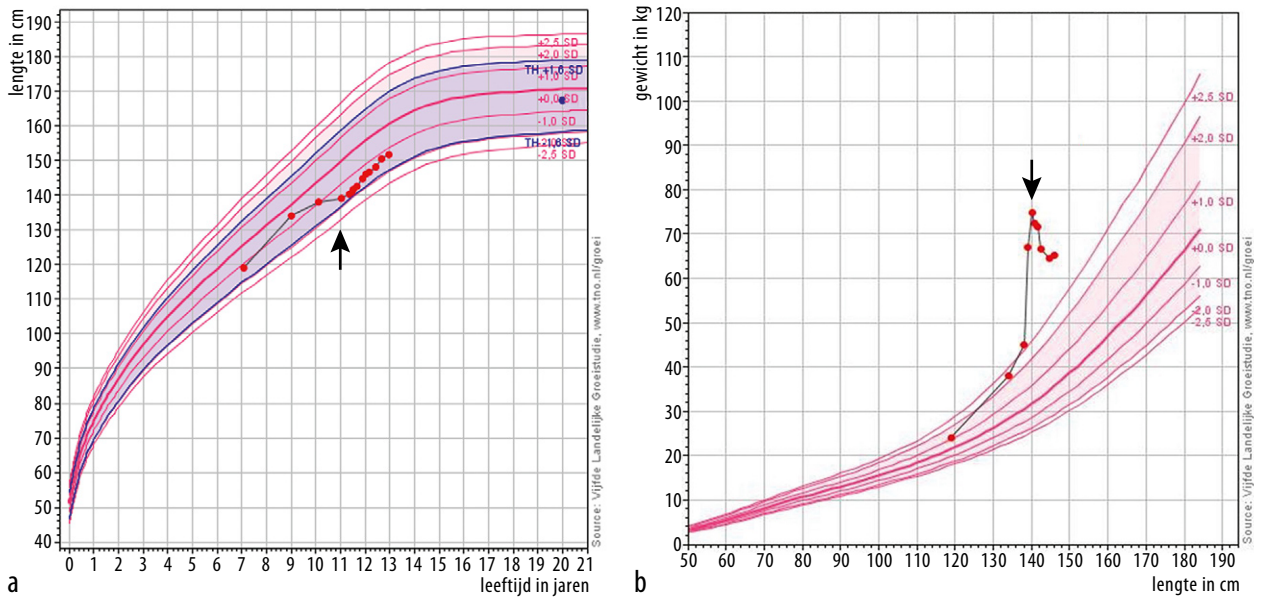 lengte in cm
190
180
170
160
150
140
130
120
110
100
90
80
70
60
50
40
+2,5 SD
+2,0 SD
TH +1,6 SD
+1,0 SD
+0,0 SD
-1,0 SD
TH -1,6 SD
-2,5 SD
0 1 2 3 4 5 6 7 8 9 10 11 12 13 14 15 16 17 18 19 20 21
leeftijd in jaren
Source: Vijfde Landelijke Groeistudie, www.tno.nl/groei
a
gewicht in kg
120
110
100
90
80
70
60
50
40
30
20
10
0
+2,5 SD
+2,0 SD
+1,0 SD
+0,0 SD
-1,0 SD
-2,0 SD
-2,5 SD
50 60 70 80 90 100 110 120 130 140 150 160 170 180 190
lengte in cm
Source: Vijfde Landelijke Groeistudie, www.tno.nl/groei
b